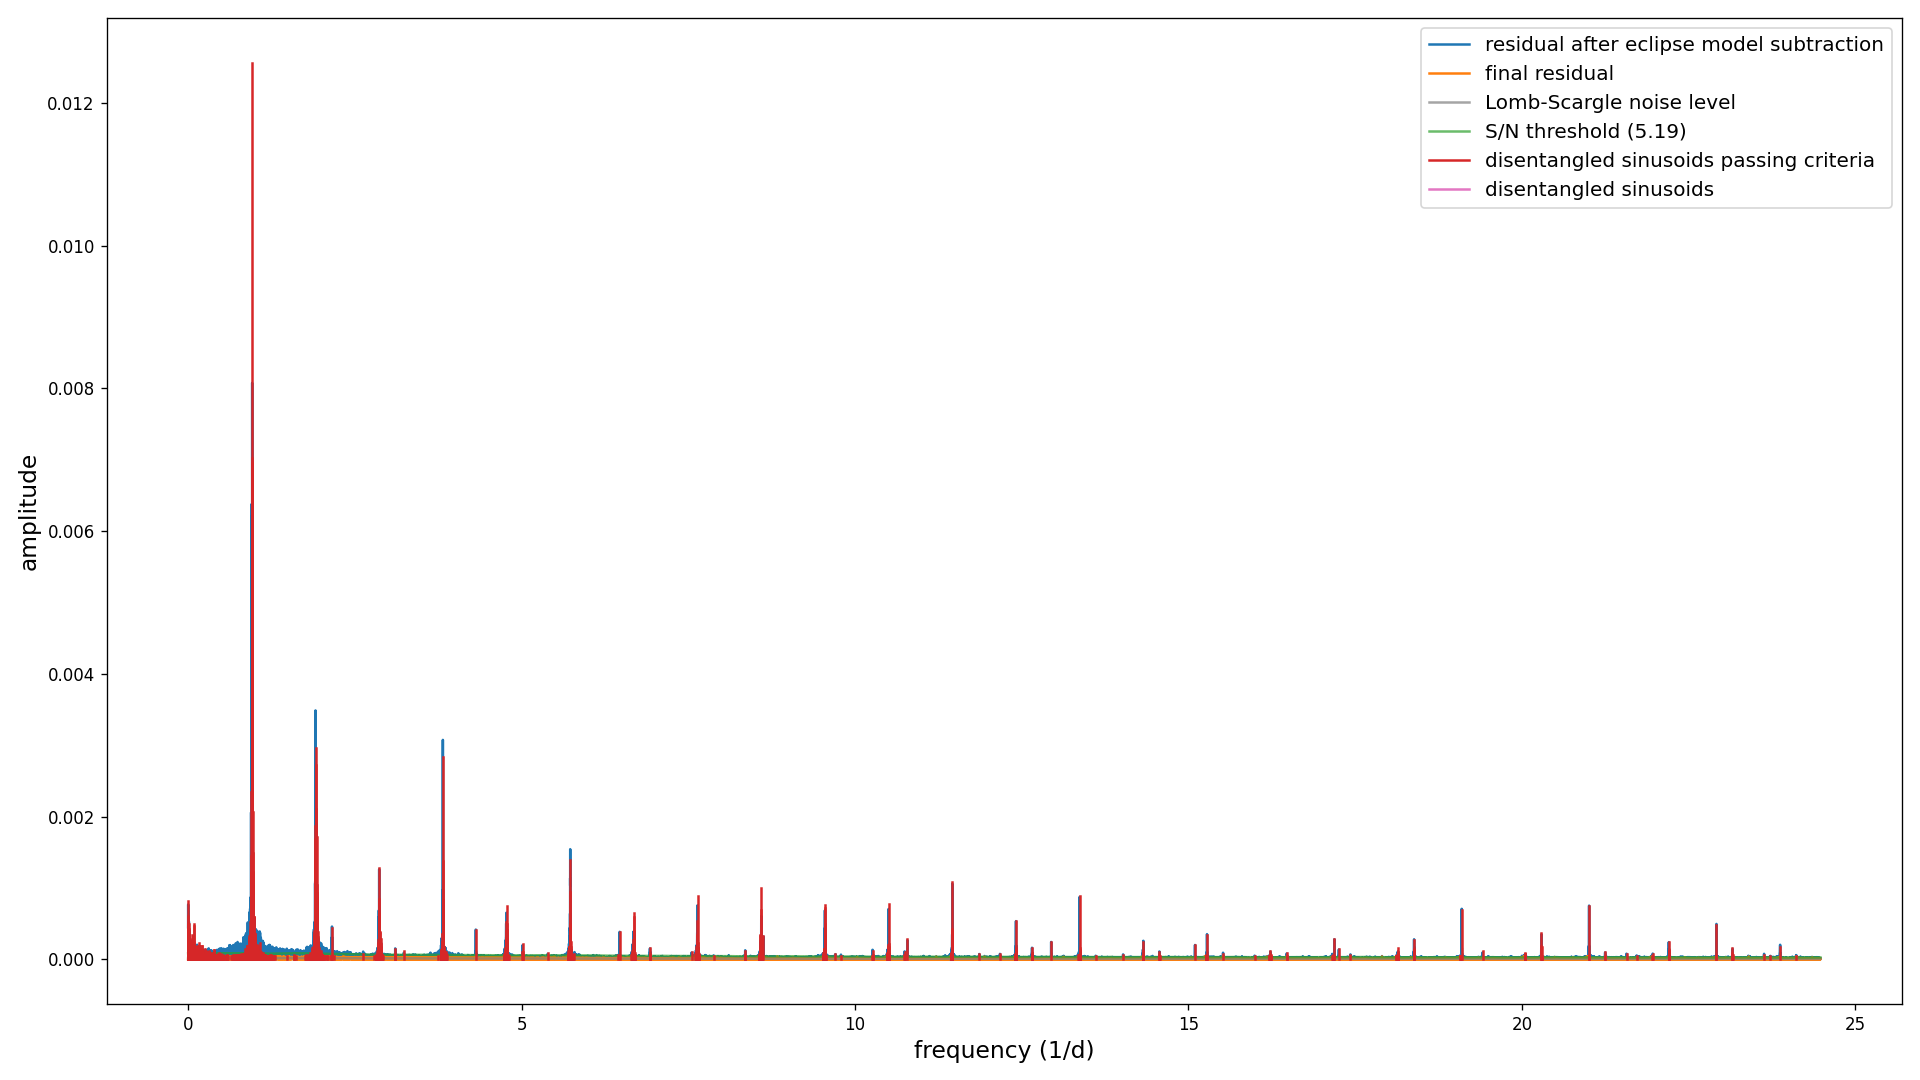 residual after eclipse model subtraction
final residual
Lomb-Scargle noise level
S/N threshold (5.19)
disentangled sinusoids passing criteria
disentangled sinusoids
0.012
0.010
0.008
0.006
0.004
0.002
0.000
amplitude
0 5 10 15 20 25
frequency (1/d)